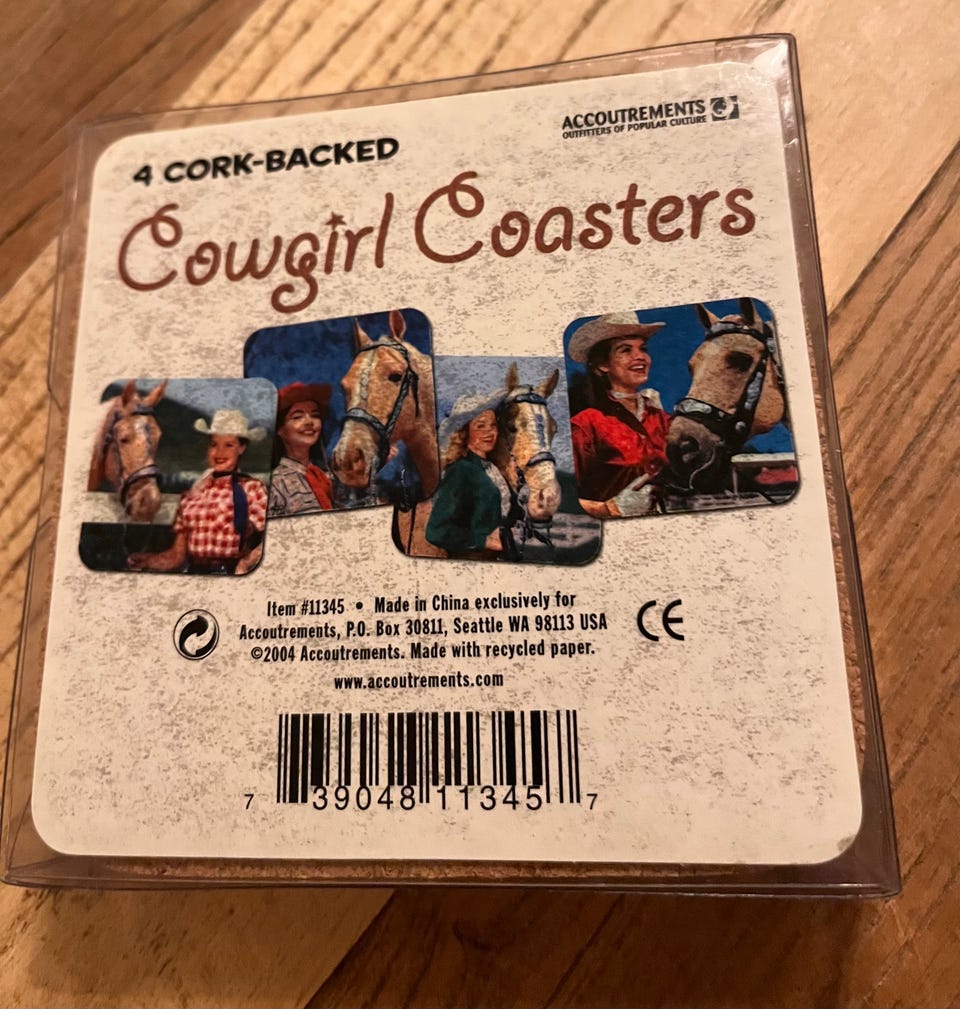 ACCOUTREMENTS
OUTFITTERS OF POPULAR CULTURE
4 CORK-BACKED
Cowgirl Coasters
Item #11345 • Made in China exclusively for
Accoutrements, P.O. Box 30811, Seattle WA 98113 USA
©2004 Accoutrements. Made with recycled paper.
www.accoutrements.com
CE
7 39048 11345 7